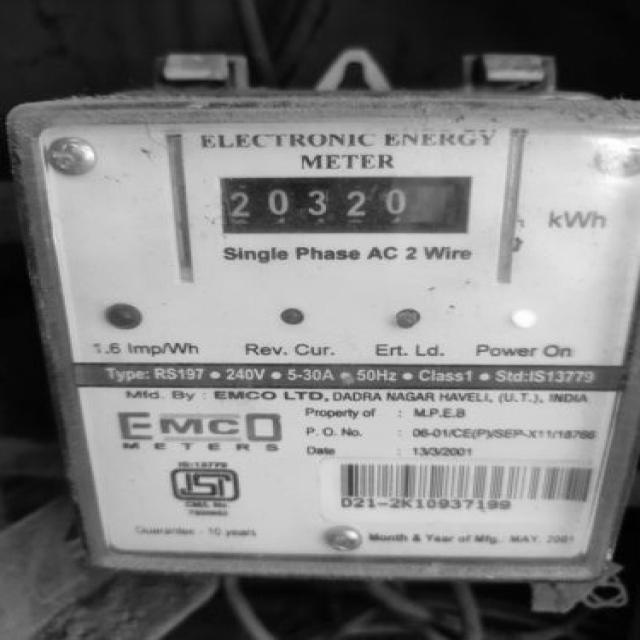 ELECTRONIC ENERGY
METER
20320
kWh
Single Phase AC 2 Wire
1.6 Imp/Wh Rev. Cur. Ert. Ld. Power On
Type: RS197 ● 240V ● 5-30A ● 50Hz ● Class1 ● Std:IS13779
Mfd. By : EMCO LTD, DADRA NAGAR HAVELI, (U.T.), INDIA
EMCO
METERS
Property of : M.P.E.B
P. O. No. : 06-01/CE(P)/SEP-X11/18766
Date : 13/3/2001
IS:13779
ISI
D21-2K10937199
Guarantee - 10 years
Month & Year of Mfg. MAY, 2001